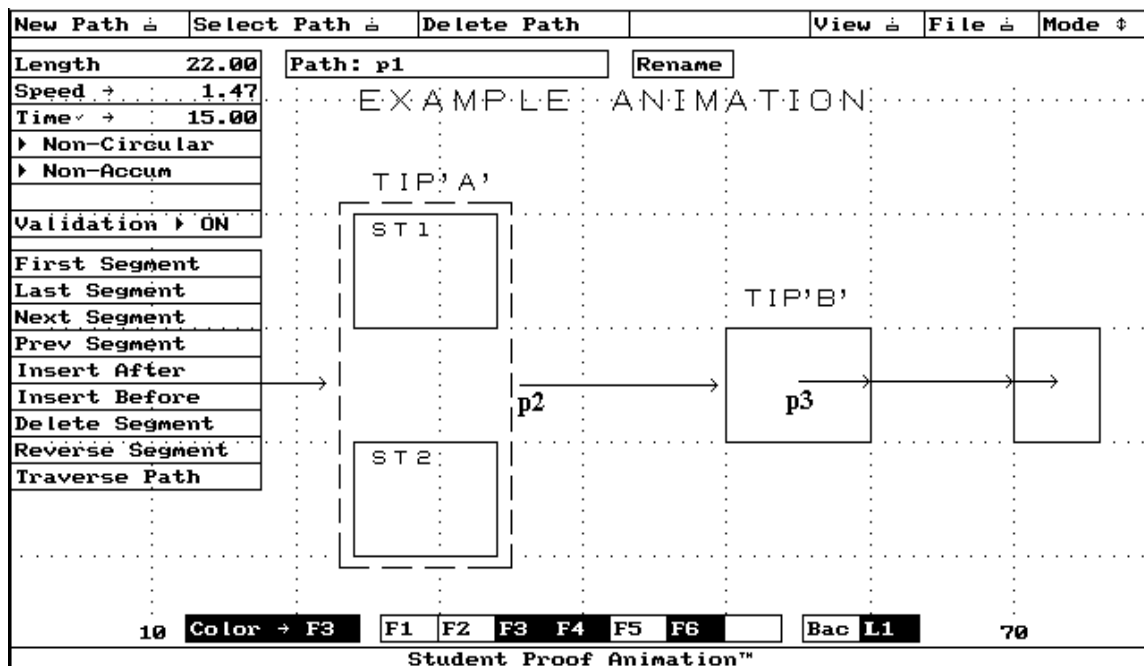 New Path Select Path Delete Path View File Mode
Length 22.00 Path: p1 Rename
Speed → 1.47
EXAMPLE ANIMATION
Time✓ → 15.00
▸ Non-Circular
▸ Non-Accum
TIP'A'
Validation ▸ ON
ST1
First Segment
Last Segment
TIP'B'
Next Segment
Prev Segment
Insert After
Insert Before
p2 p3
Delete Segment
Reverse Segment
ST2
Traverse Path
10 Color → F3 F1 F2 F3 F4 F5 F6 Bac L1 70
Student Proof Animation™